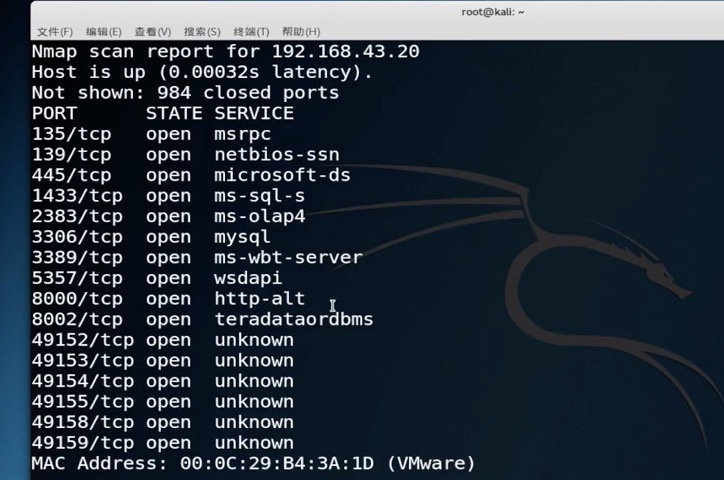 root@kali: ~
文件(F) 编辑(E) 查看(V) 搜索(S) 终端(T) 帮助(H)
Nmap scan report for 192.168.43.20
Host is up (0.00032s latency).
Not shown: 984 closed ports
PORT STATE SERVICE
135/tcp open msrpc
139/tcp open netbios-ssn
445/tcp open microsoft-ds
1433/tcp open ms-sql-s
2383/tcp open ms-olap4
3306/tcp open mysql
3389/tcp open ms-wbt-server
5357/tcp open wsdapi
8000/tcp open http-alt
8002/tcp open teradataordbms
49152/tcp open unknown
49153/tcp open unknown
49154/tcp open unknown
49155/tcp open unknown
49158/tcp open unknown
49159/tcp open unknown
MAC Address: 00:0C:29:B4:3A:1D (VMware)